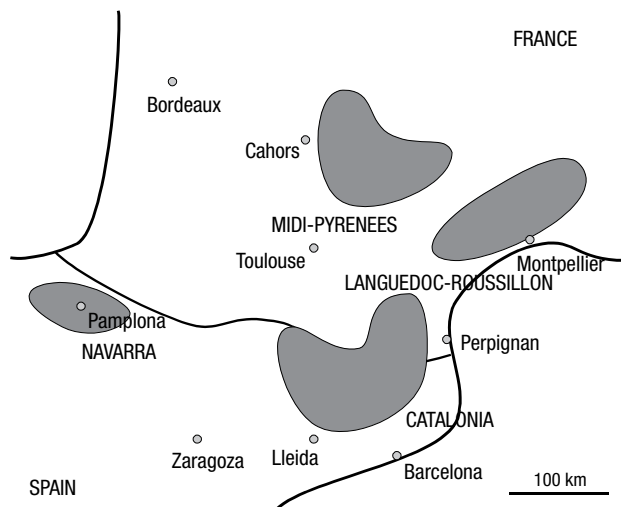 FRANCE
Bordeaux
Cahors
MIDI-PYRENEES
Toulouse
Montpellier
LANGUEDOC-ROUSSILLON
Pamplona
NAVARRA
Perpignan
CATALONIA
Zaragoza
Lleida
Barcelona
100 km
SPAIN